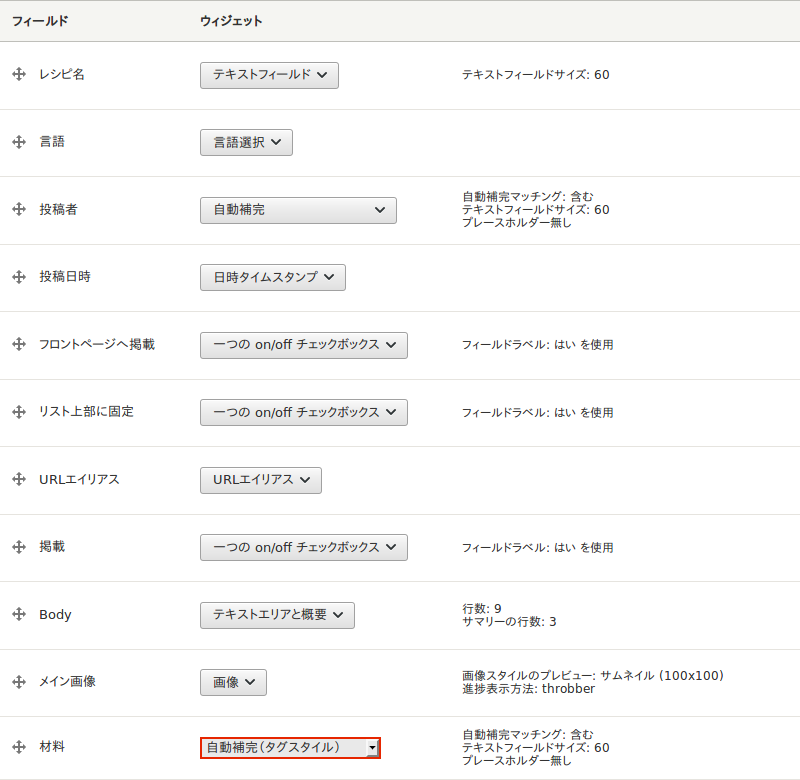 フィールド ウィジェット
レシピ名 テキストフィールド テキストフィールドサイズ: 60
言語 言語選択
投稿者 自動補完 自動補完マッチング: 含む
テキストフィールドサイズ: 60
プレースホルダー無し
投稿日時 日時タイムスタンプ
フロントページへ掲載 一つの on/off チェックボックス フィールドラベル: はい を使用
リスト上部に固定 一つの on/off チェックボックス フィールドラベル: はい を使用
URLエイリアス URLエイリアス
掲載 一つの on/off チェックボックス フィールドラベル: はい を使用
Body テキストエリアと概要 行数: 9
サマリーの行数: 3
メイン画像 画像 画像スタイルのプレビュー: サムネイル (100x100)
進捗表示方法: throbber
材料 自動補完(タグスタイル) 自動補完マッチング: 含む
テキストフィールドサイズ: 60
プレースホルダー無し